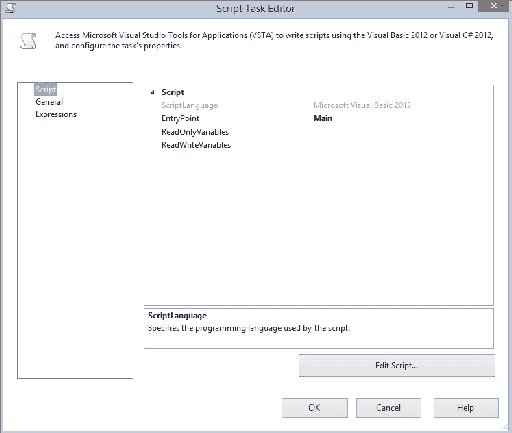 Script Task Editor
Access Microsoft Visual Studio Tools for Applications (VSTA) to write scripts using the Visual Basic 2012 or Visual C# 2012,
and configure the task's properties.
Script
General
Expressions
Script
ScriptLanguage Microsoft Visual Basic 2012
EntryPoint Main
ReadOnlyVariables
ReadWriteVariables
ScriptLanguage
Specifies the programming language used by the script.
Edit Script...
OK Cancel Help